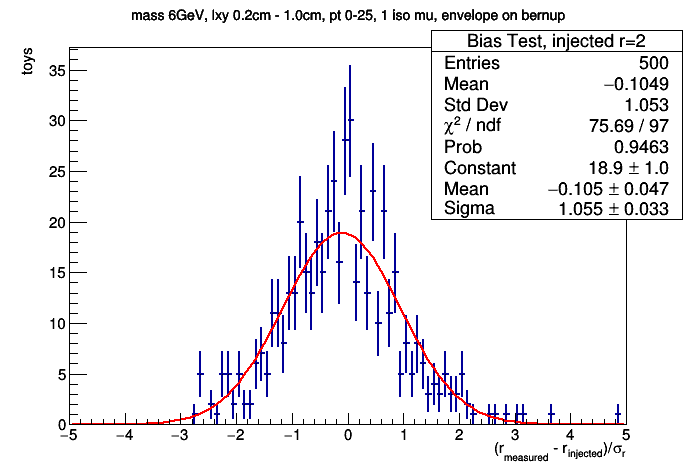 mass 6GeV, lxy 0.2cm - 1.0cm, pt 0-25, 1 iso mu, envelope on bernup
Bias Test, injected r=2
Entries 500
Mean −0.1049
Std Dev 1.053
χ² / ndf 75.69 / 97
Prob 0.9463
Constant 18.9 ± 1.0
Mean −0.105 ± 0.047
Sigma 1.055 ± 0.033
toys
35
30
25
20
15
10
5
0
−5 −4 −3 −2 −1 0 1 2 3 4 5
(r_measured - r_injected)/σ_r